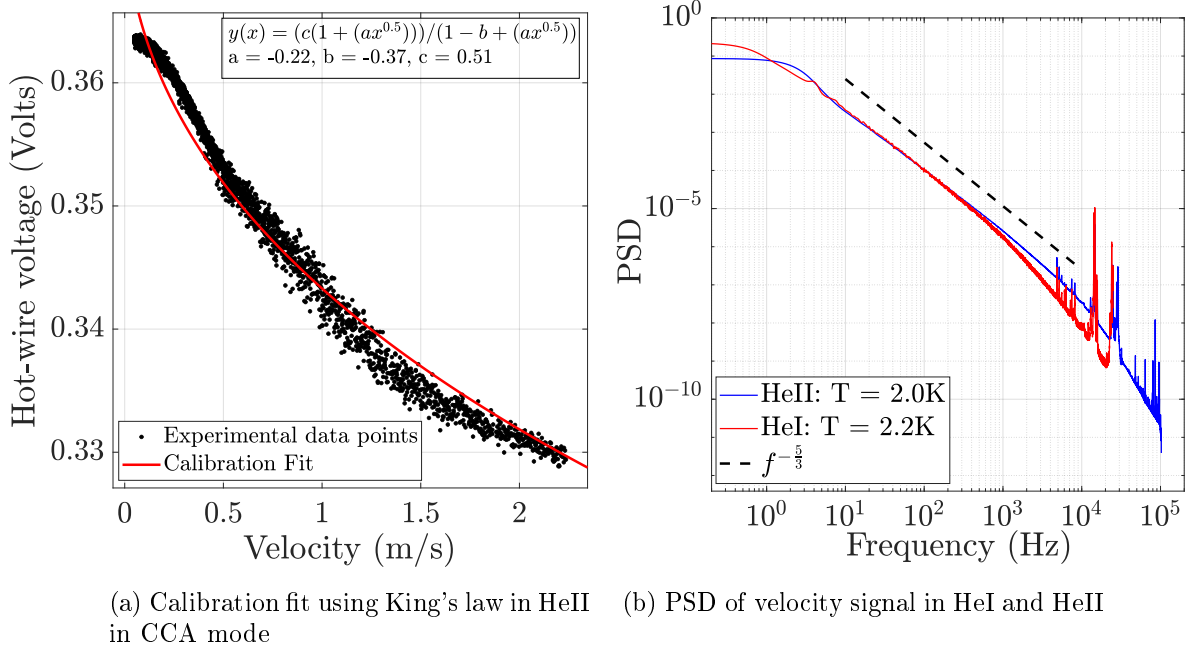 y(x) = (c(1 + (ax^0.5)))/(1 − b + (ax^0.5))
a = -0.22, b = -0.37, c = 0.51
Hot-wire voltage (Volts)
0.36
0.35
0.34
0.33
Experimental data points
Calibration Fit
0 0.5 1 1.5 2
Velocity (m/s)
(a) Calibration fit using King's law in HeII
in CCA mode
PSD
10^0
10^-5
10^-10
HeII: T = 2.0K
HeI: T = 2.2K
f^(-5/3)
10^0 10^1 10^2 10^3 10^4 10^5
Frequency (Hz)
(b) PSD of velocity signal in HeI and HeII